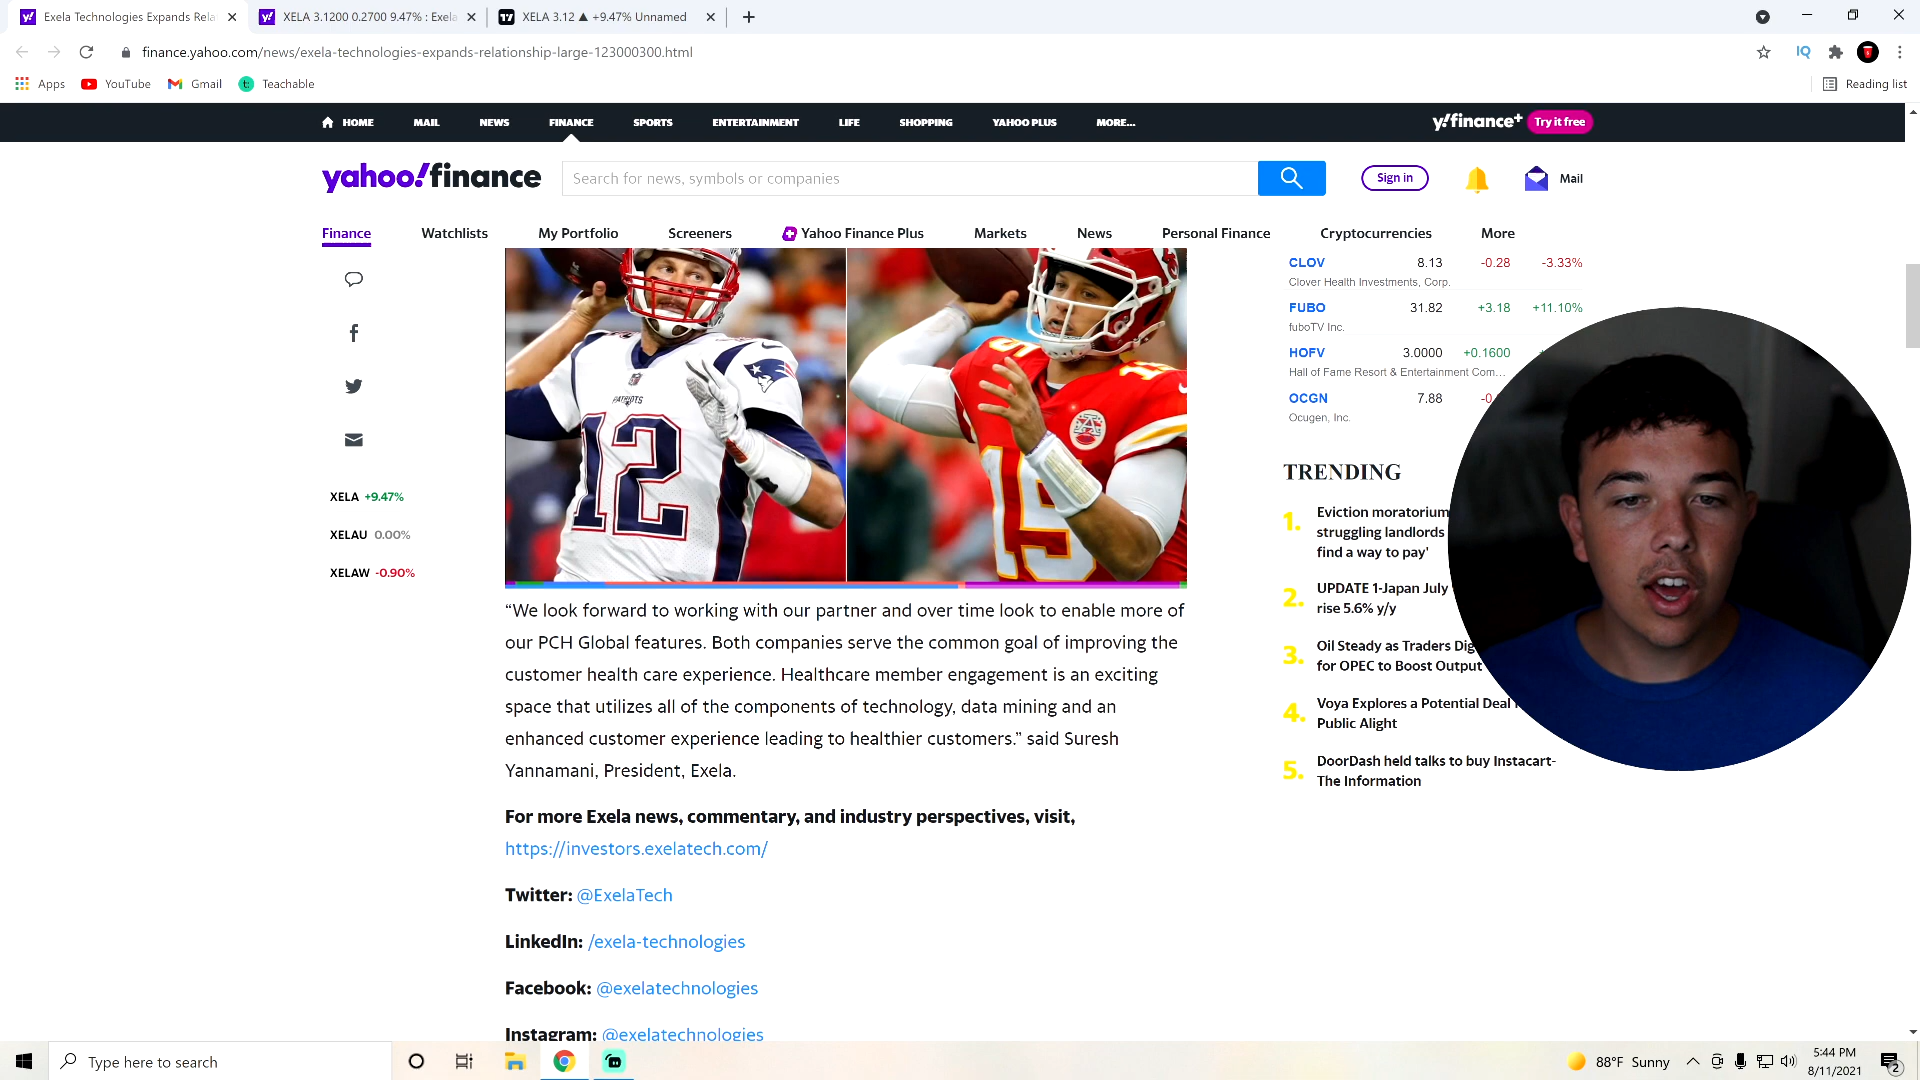 Exela Technologies Expands Rela
XELA 3.1200 0.2700 9.47% : Exela
XELA 3.12 ▲ +9.47% Unnamed
finance.yahoo.com/news/exela-technologies-expands-relationship-large-123000300.html
IQ
Apps YouTube Gmail Teachable Reading list
HOME MAIL NEWS FINANCE SPORTS ENTERTAINMENT LIFE SHOPPING YAHOO PLUS MORE...
y!finance+ Try it free
yahoo!finance
Search for news, symbols or companies
Sign in
Mail
Finance Watchlists My Portfolio Screeners Yahoo Finance Plus Markets News Personal Finance Cryptocurrencies More
CLOV 8.13 -0.28 -3.33%
Clover Health Investments, Corp.
FUBO 31.82 +3.18 +11.10%
fuboTV Inc.
HOFV 3.0000 +0.1600
Hall of Fame Resort & Entertainment Com...
OCGN 7.88 -0.
Ocugen, Inc.
PATRIOTS
12
15
XELA +9.47%
XELAU 0.00%
XELAW -0.90%
TRENDING
1. Eviction moratorium
struggling landlords
find a way to pay'
2. UPDATE 1-Japan July
rise 5.6% y/y
3. Oil Steady as Traders Dig
for OPEC to Boost Output
4. Voya Explores a Potential Deal
Public Alight
5. DoorDash held talks to buy Instacart-
The Information
“We look forward to working with our partner and over time look to enable more of
our PCH Global features. Both companies serve the common goal of improving the
customer health care experience. Healthcare member engagement is an exciting
space that utilizes all of the components of technology, data mining and an
enhanced customer experience leading to healthier customers.” said Suresh
Yannamani, President, Exela.
For more Exela news, commentary, and industry perspectives, visit,
https://investors.exelatech.com/
Twitter: @ExelaTech
LinkedIn: /exela-technologies
Facebook: @exelatechnologies
Instagram: @exelatechnologies
Type here to search
88°F Sunny
5:44 PM
8/11/2021
2